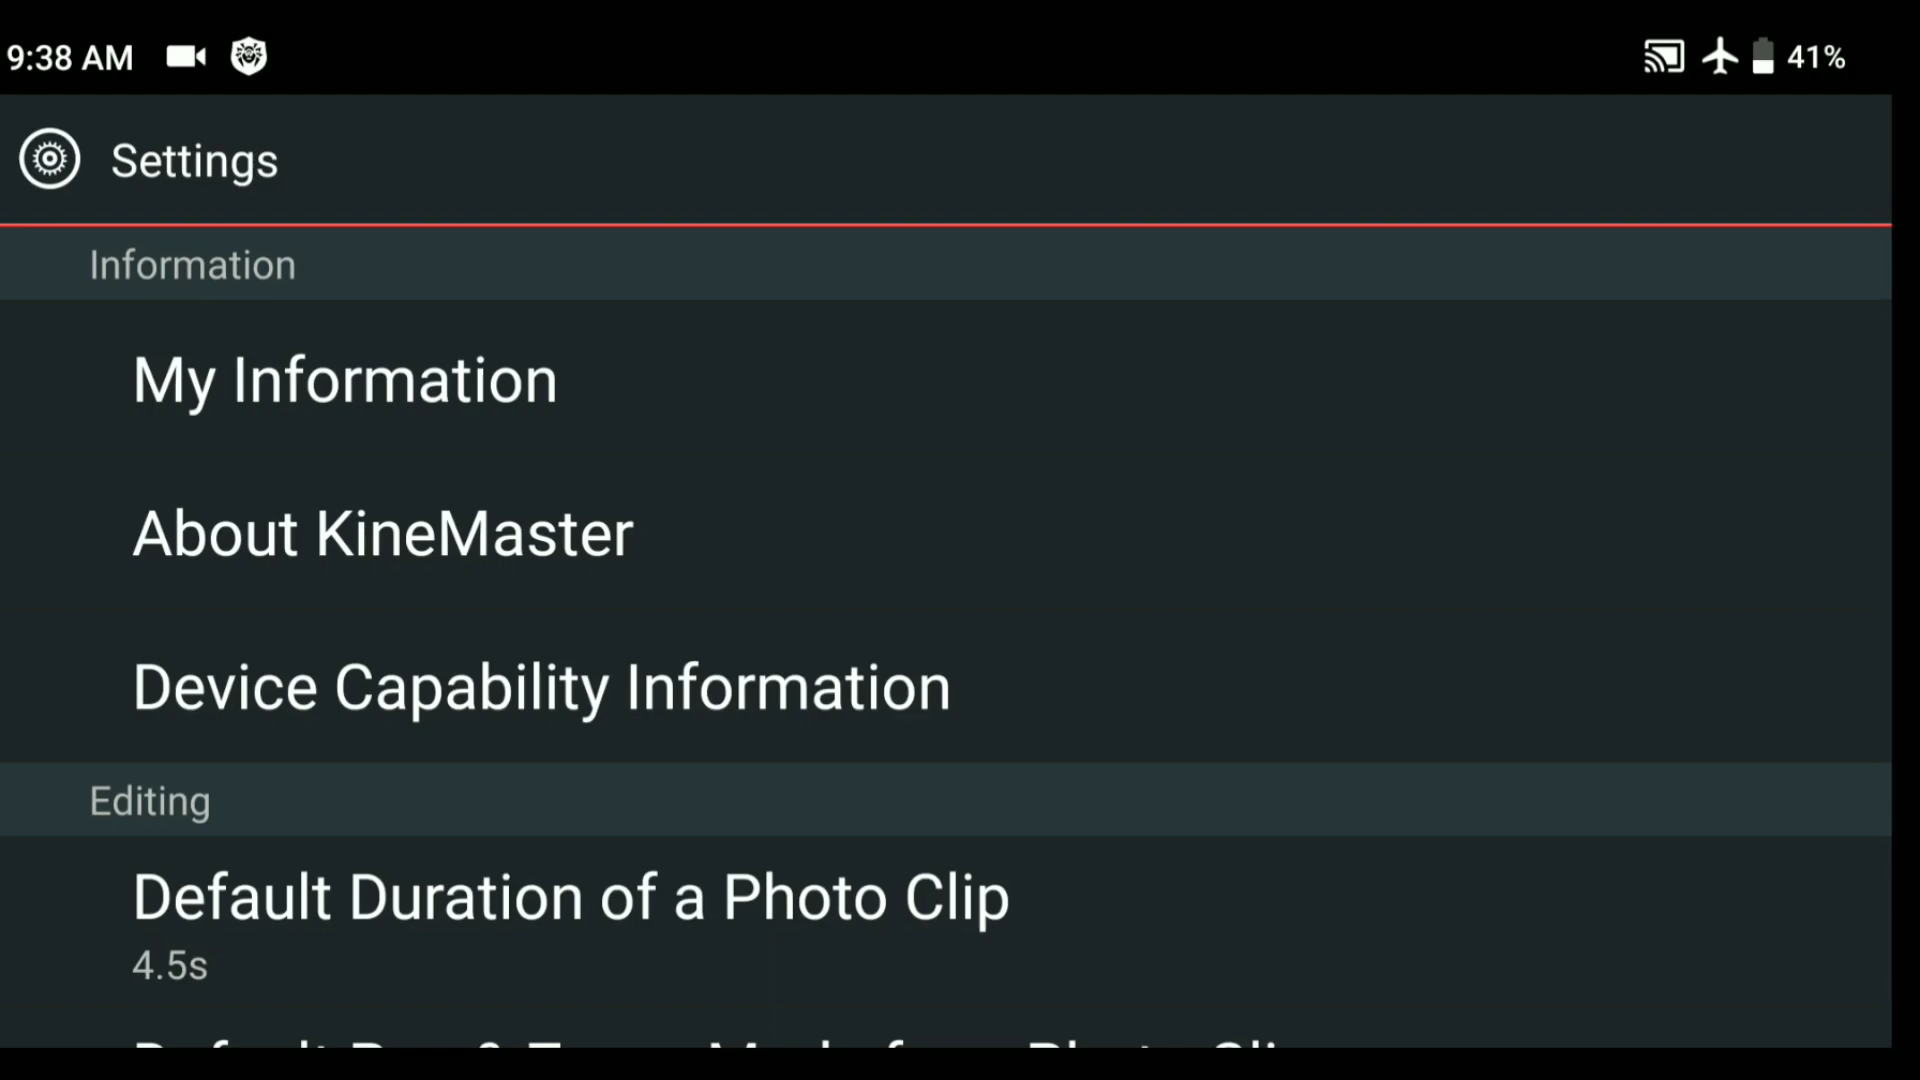 9:38 AM 41%
Settings
Information
My Information
About KineMaster
Device Capability Information
Editing
Default Duration of a Photo Clip
4.5s